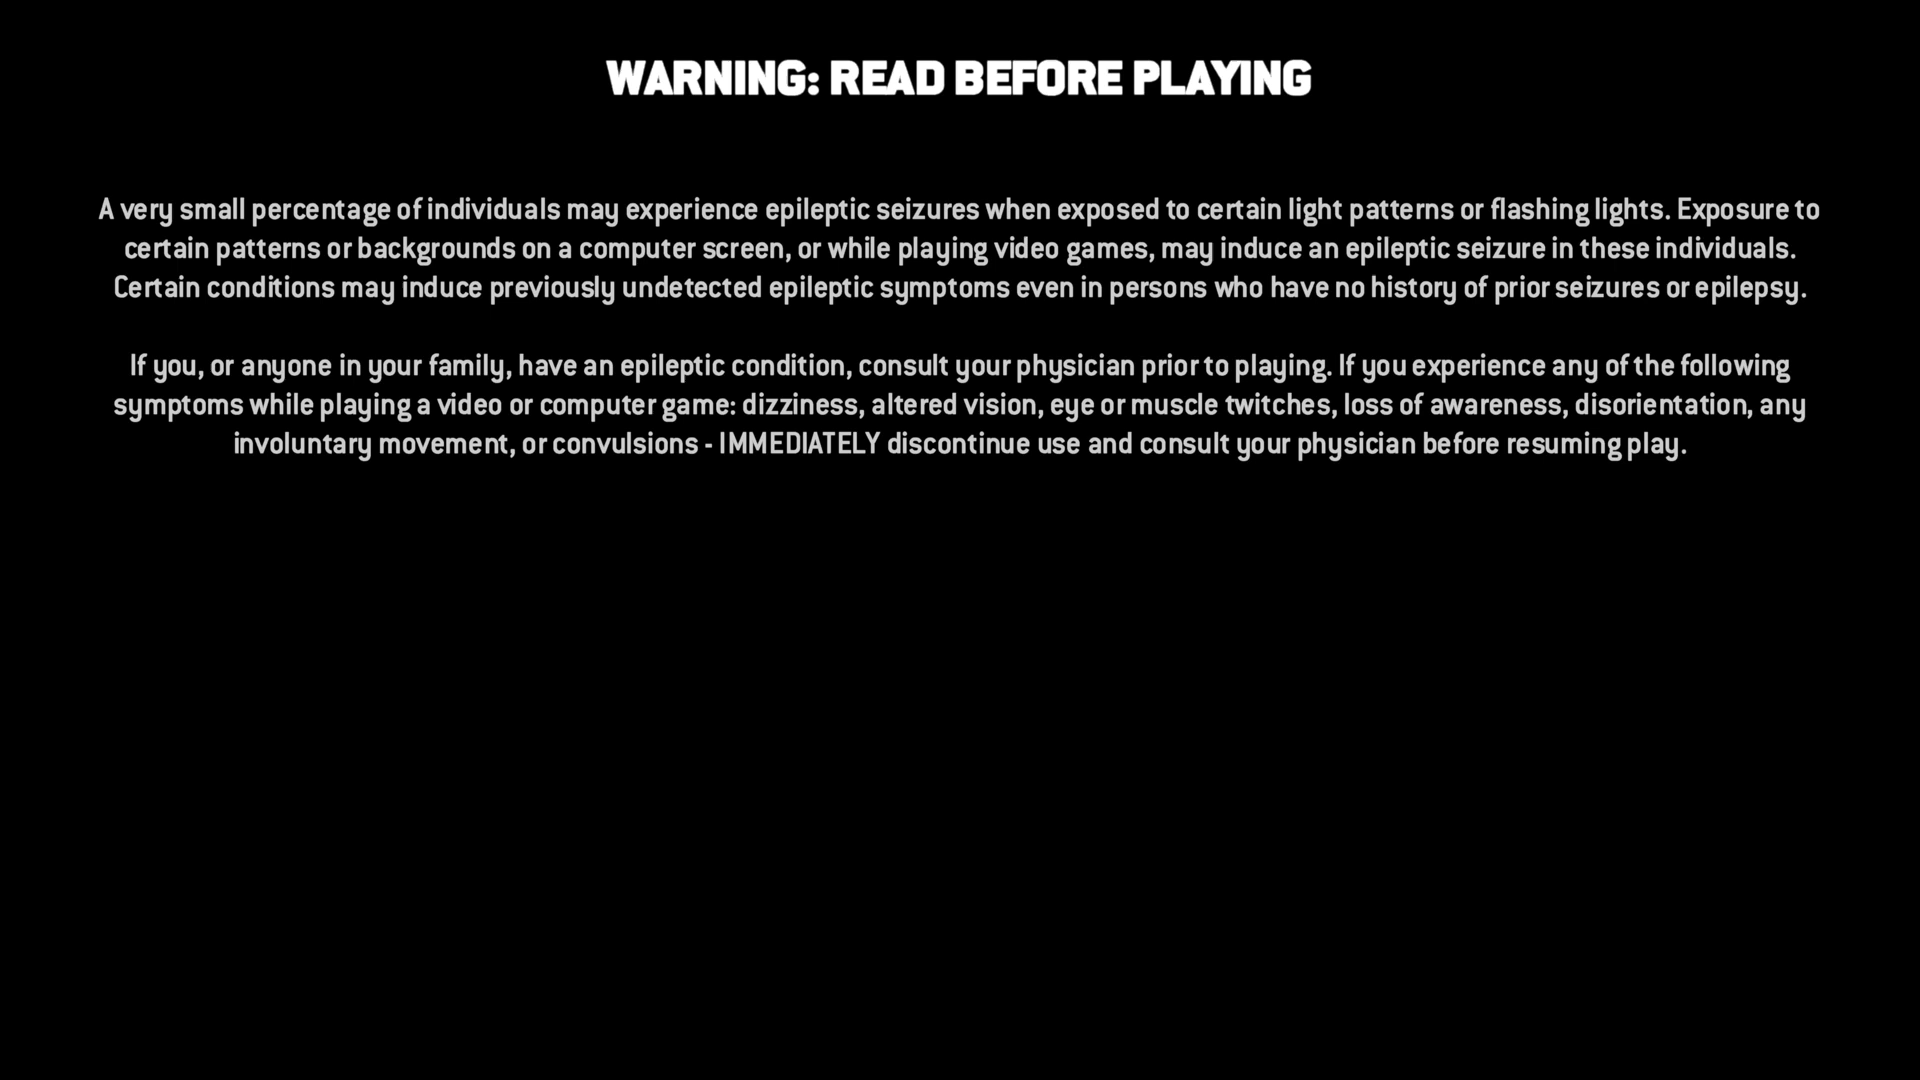 WARNING: READ BEFORE PLAYING
A very small percentage of individuals may experience epileptic seizures when exposed to certain light patterns or flashing lights. Exposure to
certain patterns or backgrounds on a computer screen, or while playing video games, may induce an epileptic seizure in these individuals.
Certain conditions may induce previously undetected epileptic symptoms even in persons who have no history of prior seizures or epilepsy.
If you, or anyone in your family, have an epileptic condition, consult your physician prior to playing. If you experience any of the following
symptoms while playing a video or computer game: dizziness, altered vision, eye or muscle twitches, loss of awareness, disorientation, any
involuntary movement, or convulsions - IMMEDIATELY discontinue use and consult your physician before resuming play.